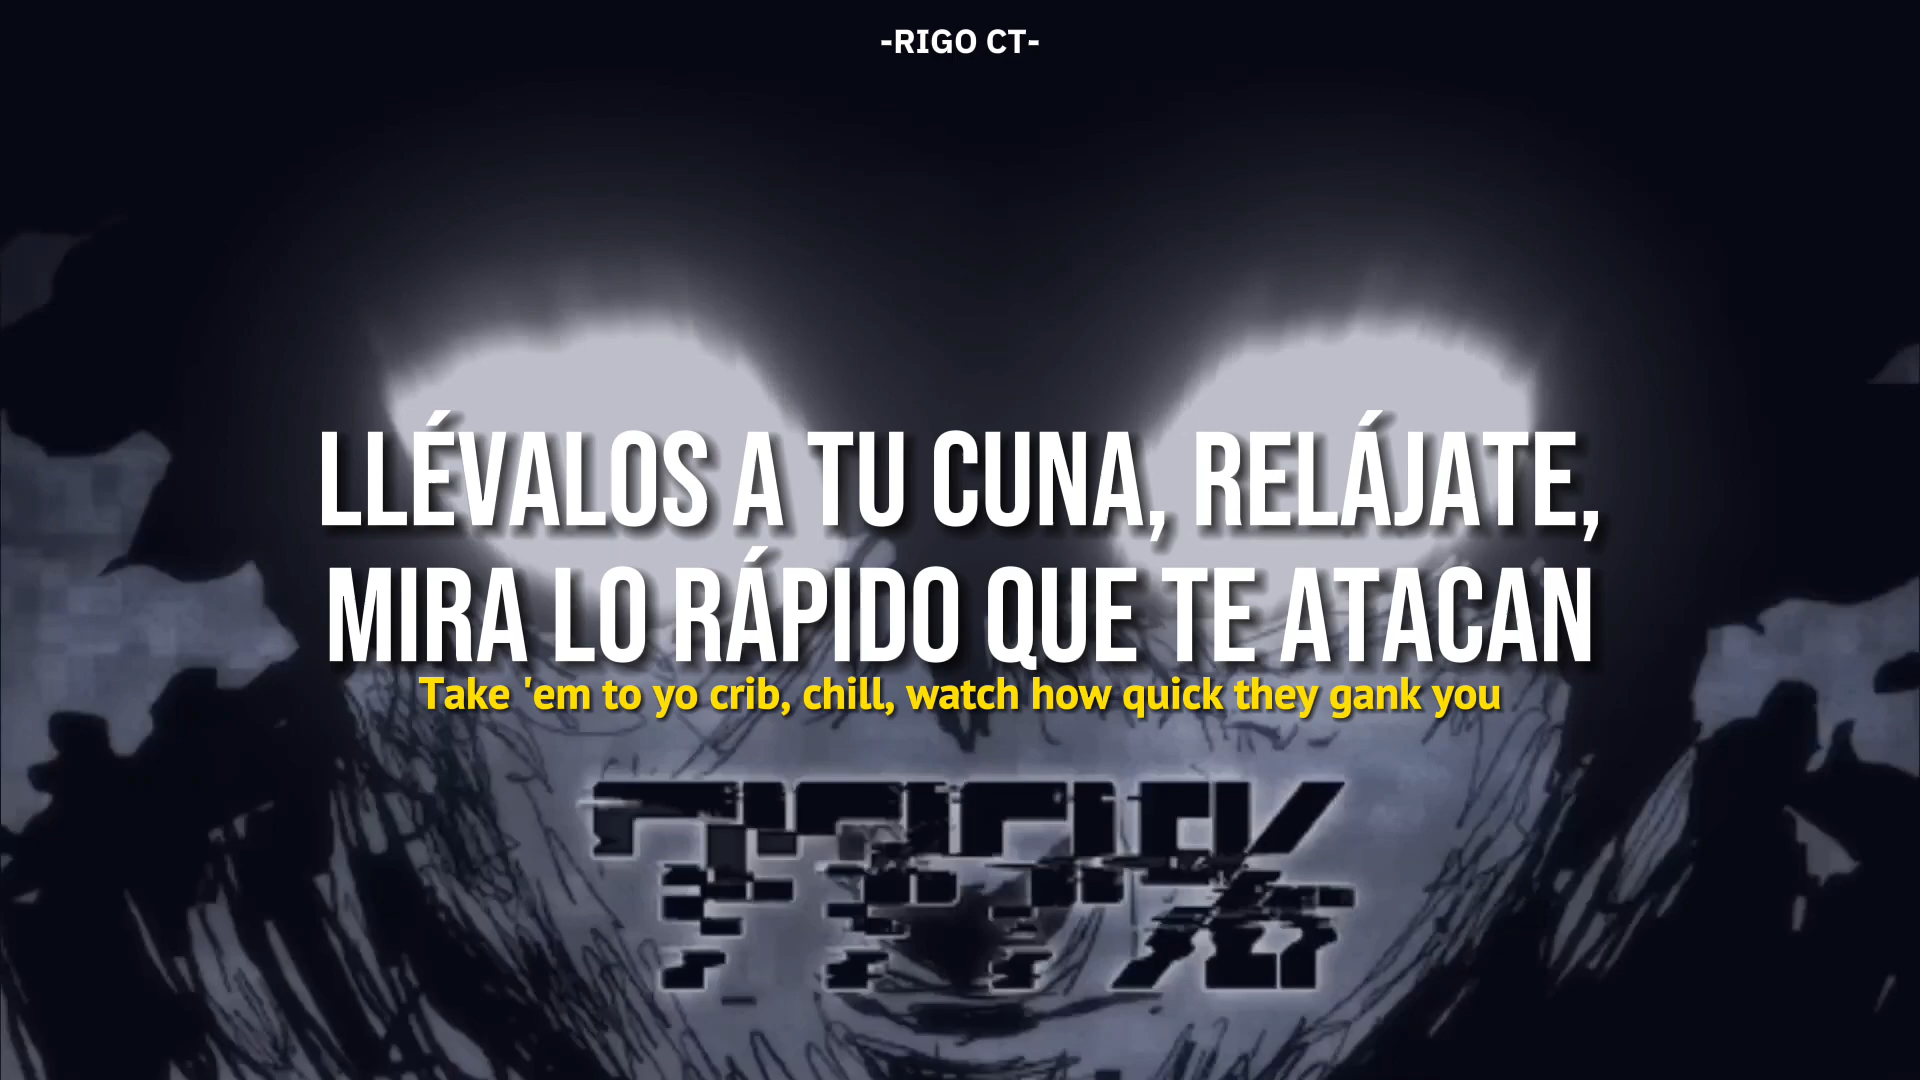 -RIGO CT-
LLÉVALOS A TU CUNA, RELÁJATE,
MIRA LO RÁPIDO QUE TE ATACAN
Take 'em to yo crib, chill, watch how quick they gank you